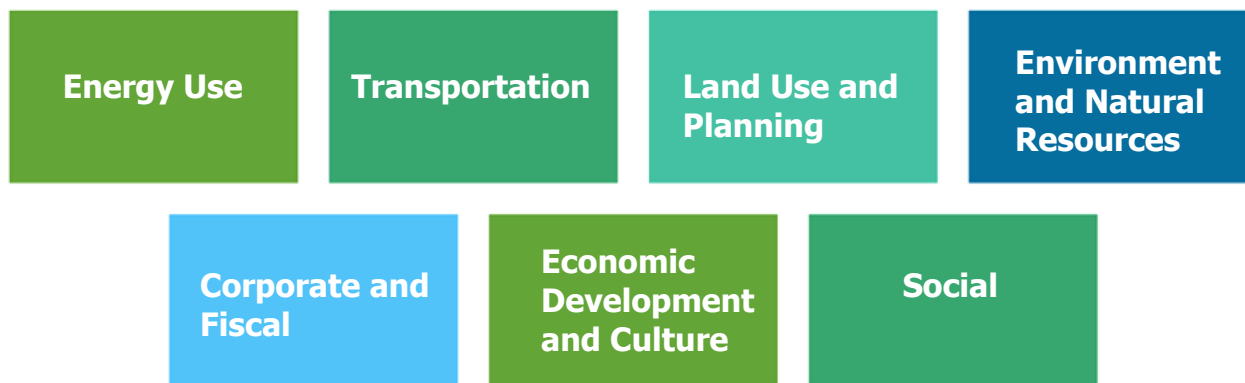 Energy Use
Transportation
Land Use and
Planning
Environment
and Natural
Resources
Corporate and
Fiscal
Economic
Development
and Culture
Social